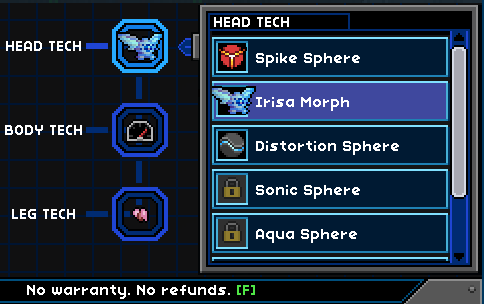 HEAD TECH
BODY TECH
LEG TECH
HEAD TECH
Spike Sphere
Irisa Morph
Distortion Sphere
Sonic Sphere
Aqua Sphere
No warranty. No refunds. [F]